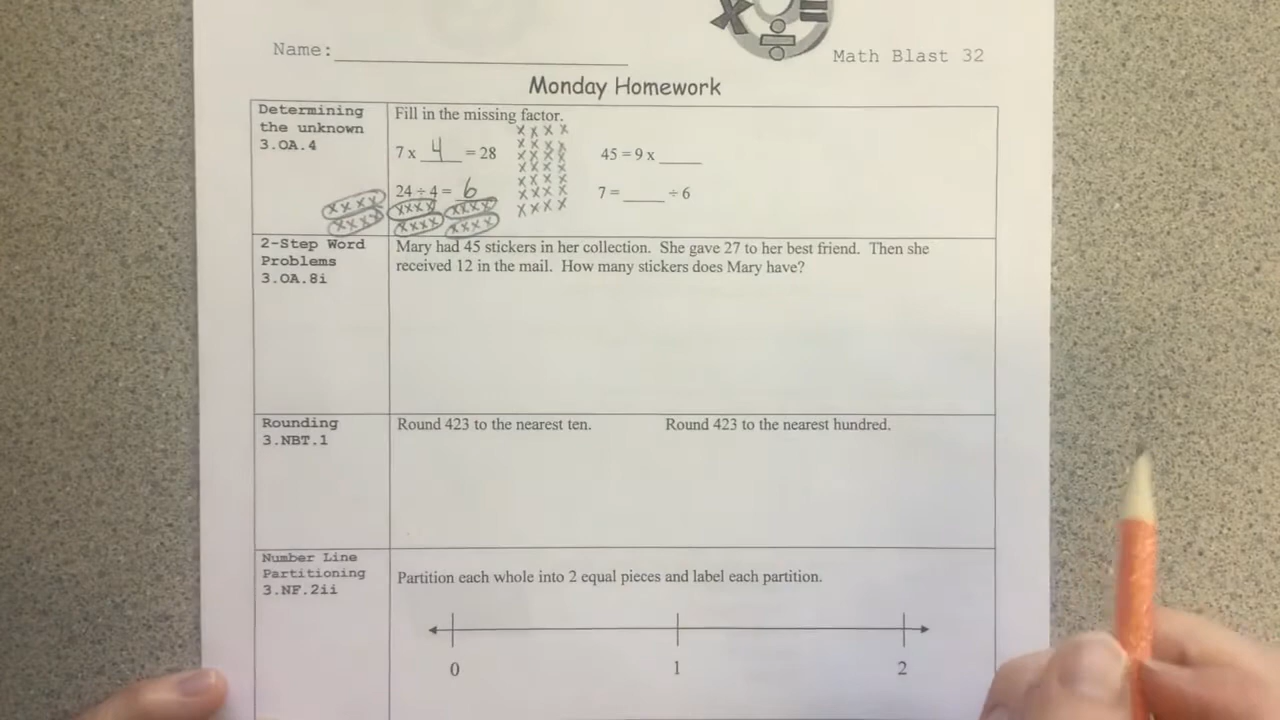 Name:
Math Blast 32
Monday Homework
Determining
the unknown
3.OA.4
Fill in the missing factor.
7 x 4 = 28
45 = 9 x ____
24 ÷ 4 = 6
7 = ____ ÷ 6
x x x x
x x x x
x x x x
x x x x
x x x x
x x x x
x x x x
x x x x
x x x x
x x x x
x x x x
x x x x
x x x x
2-Step Word
Problems
3.OA.8i
Mary had 45 stickers in her collection. She gave 27 to her best friend. Then she
received 12 in the mail. How many stickers does Mary have?
Rounding
3.NBT.1
Round 423 to the nearest ten.
Round 423 to the nearest hundred.
Number Line
Partitioning
3.NF.2ii
Partition each whole into 2 equal pieces and label each partition.
0 1 2